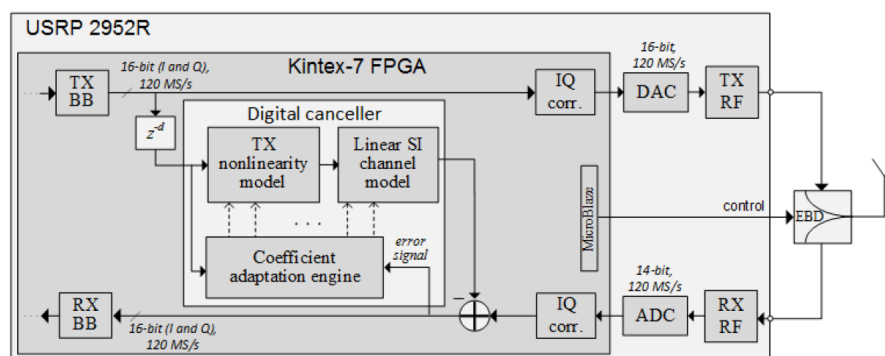 USRP 2952R
Kintex-7 FPGA
16-bit (I and Q),
120 MS/s
TX
BB
IQ
corr.
16-bit,
120 MS/s
DAC
TX
RF
z-d
Digital canceller
TX
nonlinearity
model
Linear SI
channel
model
. . .
Coefficient
adaptation engine
error
signal
MicroBlaze
control
EBD
RX
BB
16-bit (I and Q),
120 MS/s
−
IQ
corr.
14-bit,
120 MS/s
ADC
RX
RF